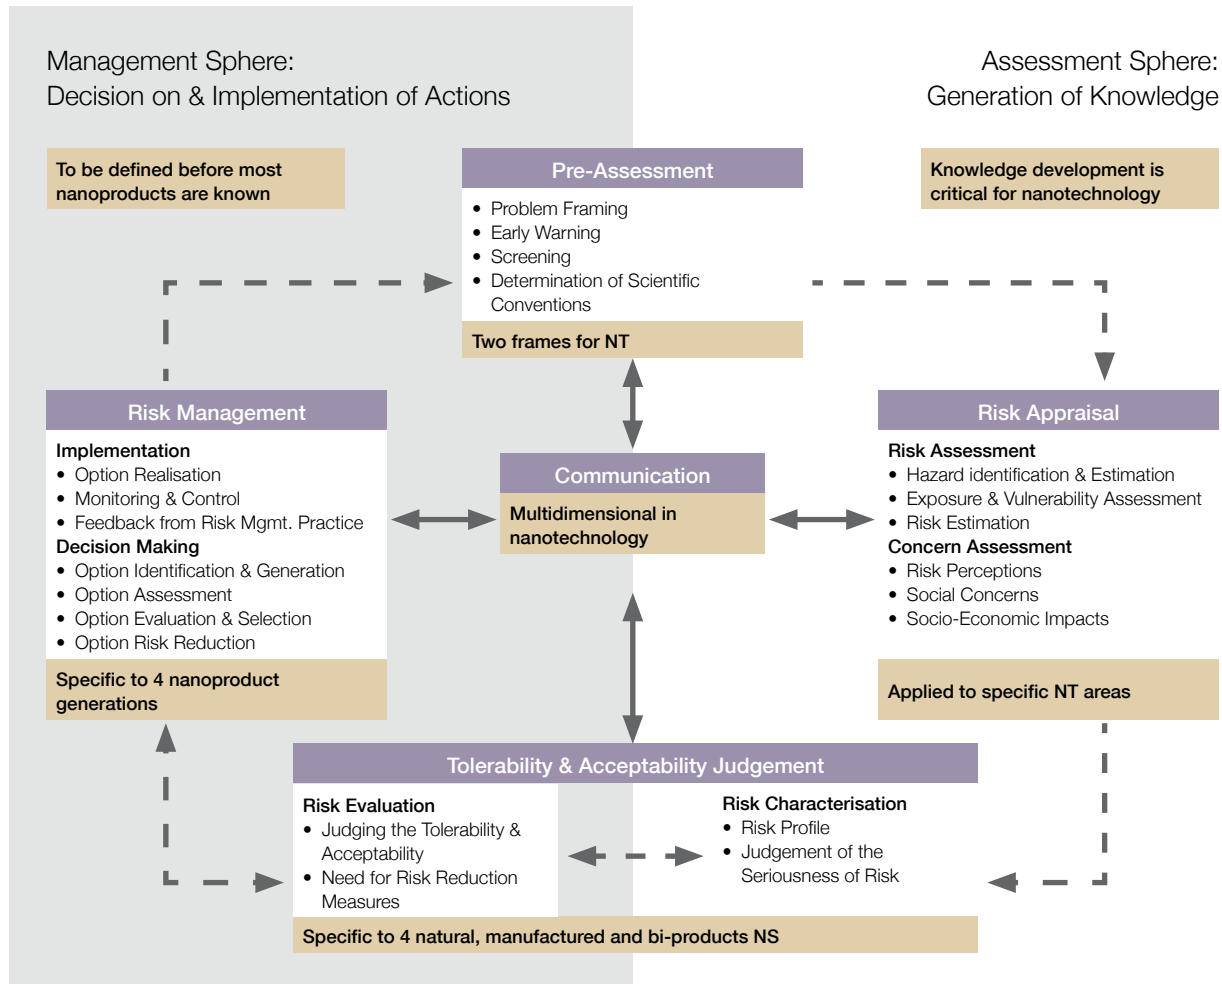 Management Sphere:
Decision on & Implementation of Actions
Assessment Sphere:
Generation of Knowledge
To be defined before most
nanoproducts are known
Pre-Assessment
• Problem Framing
• Early Warning
• Screening
• Determination of Scientific
Conventions
Two frames for NT
Knowledge development is
critical for nanotechnology
Risk Management
Implementation
• Option Realisation
• Monitoring & Control
• Feedback from Risk Mgmt. Practice
Decision Making
• Option Identification & Generation
• Option Assessment
• Option Evaluation & Selection
• Option Risk Reduction
Specific to 4 nanoproduct
generations
Communication
Multidimensional in
nanotechnology
Risk Appraisal
Risk Assessment
• Hazard identification & Estimation
• Exposure & Vulnerability Assessment
• Risk Estimation
Concern Assessment
• Risk Perceptions
• Social Concerns
• Socio-Economic Impacts
Applied to specific NT areas
Tolerability & Acceptability Judgement
Risk Evaluation
• Judging the Tolerability &
Acceptability
• Need for Risk Reduction
Measures
Risk Characterisation
• Risk Profile
• Judgement of the
Seriousness of Risk
Specific to 4 natural, manufactured and bi-products NS